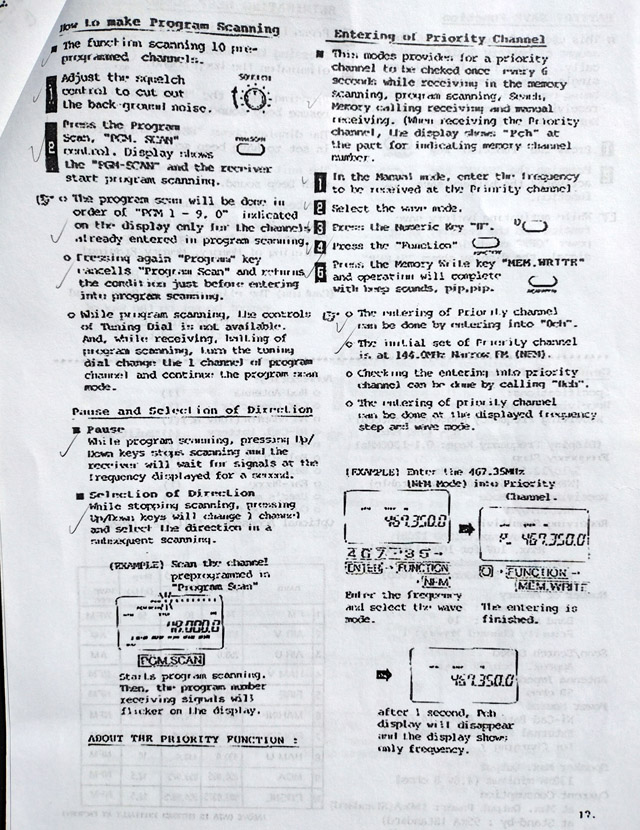 How to make Program Scanning
■ The function scanning 10 pre-
programed channels.
1 Adjust the squelch
control to cut out
the back-ground noise.
SQUELCH
2 Press the Program
Scan, "PGM. SCAN"
control. Display shows
the "PGM-SCAN" and the receiver
start program scanning.
o The program scan will be done in
order of "PGM 1 - 9, 0" indicated
on the display only for the channels
already entered in program scanning.
o Pressing again "Program" key
cancells "Program Scan" and returns
the condition just before entering
into program scanning.
o While program scanning, the controls
of Tuning Dial is not available.
And, while receiving, halting of
program scanning, turn the tuning
dial change the 1 channel of program
channel and continue the program scan
mode.
Pause and Selection of Direction
■ Pause
While program scanning, pressing Up/
Down keys stops scanning and the
receiver will wait for signals at the
frequency displayed for a second.
■ Selection of Direction
While stopping scanning, pressing
Up/Down keys will change 1 channel
and select the direction in a
subsequent scanning.
(EXAMPLE) Scan the channel
preprogrammed in
"Program Scan"
PGM.SCAN
Starts program scanning.
Then, the program number
receiving signals will
flicker on the display.
ABOUT THE PRIORITY FUNCTION :
Entering of Priority Channel
■ This modes provides for a priority
channel to be cheked once every 6
seconds while receiving in the memory
scanning, program scanning, Search,
Memory calling receiving and manual
receiving. (When receiving the Priority
channel, the display shows "Pch" at
the part for indicating memory channel
number.
1 In the Manual mode, enter the frequency
to be received at the Priority channel.
2 Select the wave mode.
3 Press the Numeric Key "0".
4 Press the "Function"
5 Press the Memory Write key "MEM.WRITE"
and operation will complete
with beep sounds, pip,pip.
o The entering of Priority channel
can be done by entering into "0ch".
o The initial set of Priority channel
is at 144.0MHz Narrow FM (NFM).
o Checking the entering into priority
channel can be done by calling "0ch".
o The entering of priority channel
can be done at the displayed frequency
step and wave mode.
(EXAMPLE) Enter the 467.35MHz
(NFM Mode) into Priority
Channel.
467.350.0
P 467.350.0
ENTER → FUNCTION
→ NFM
0 → FUNCTION →
MEM.WRITE
Enter the frequency
and select the wave
mode.
The entering is
finished.
467.350.0
after 1 second, Pch
display will disappear
and the display shows
only frequency.
17.